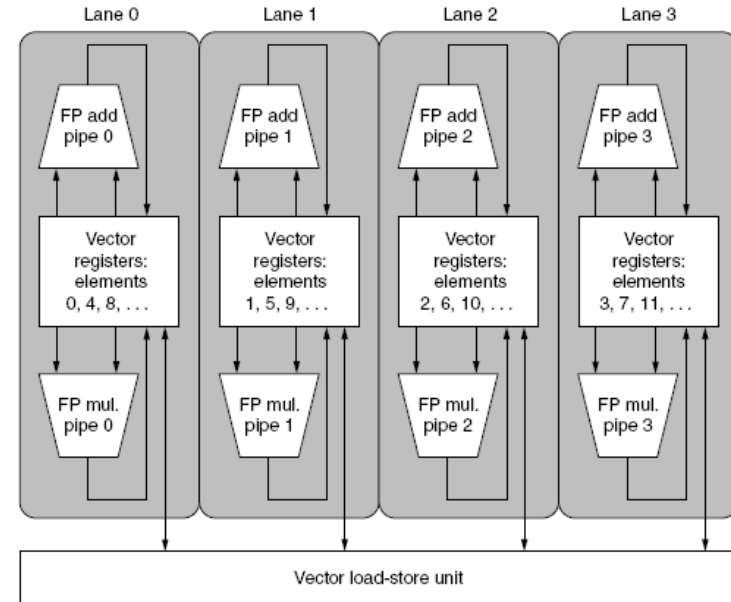 Lane 0
Lane 1
Lane 2
Lane 3
FP add
pipe 0
FP add
pipe 1
FP add
pipe 2
FP add
pipe 3
Vector
registers:
elements
0, 4, 8, . . .
Vector
registers:
elements
1, 5, 9, . . .
Vector
registers:
elements
2, 6, 10, . . .
Vector
registers:
elements
3, 7, 11, . . .
FP mul.
pipe 0
FP mul.
pipe 1
FP mul.
pipe 2
FP mul.
pipe 3
Vector load-store unit